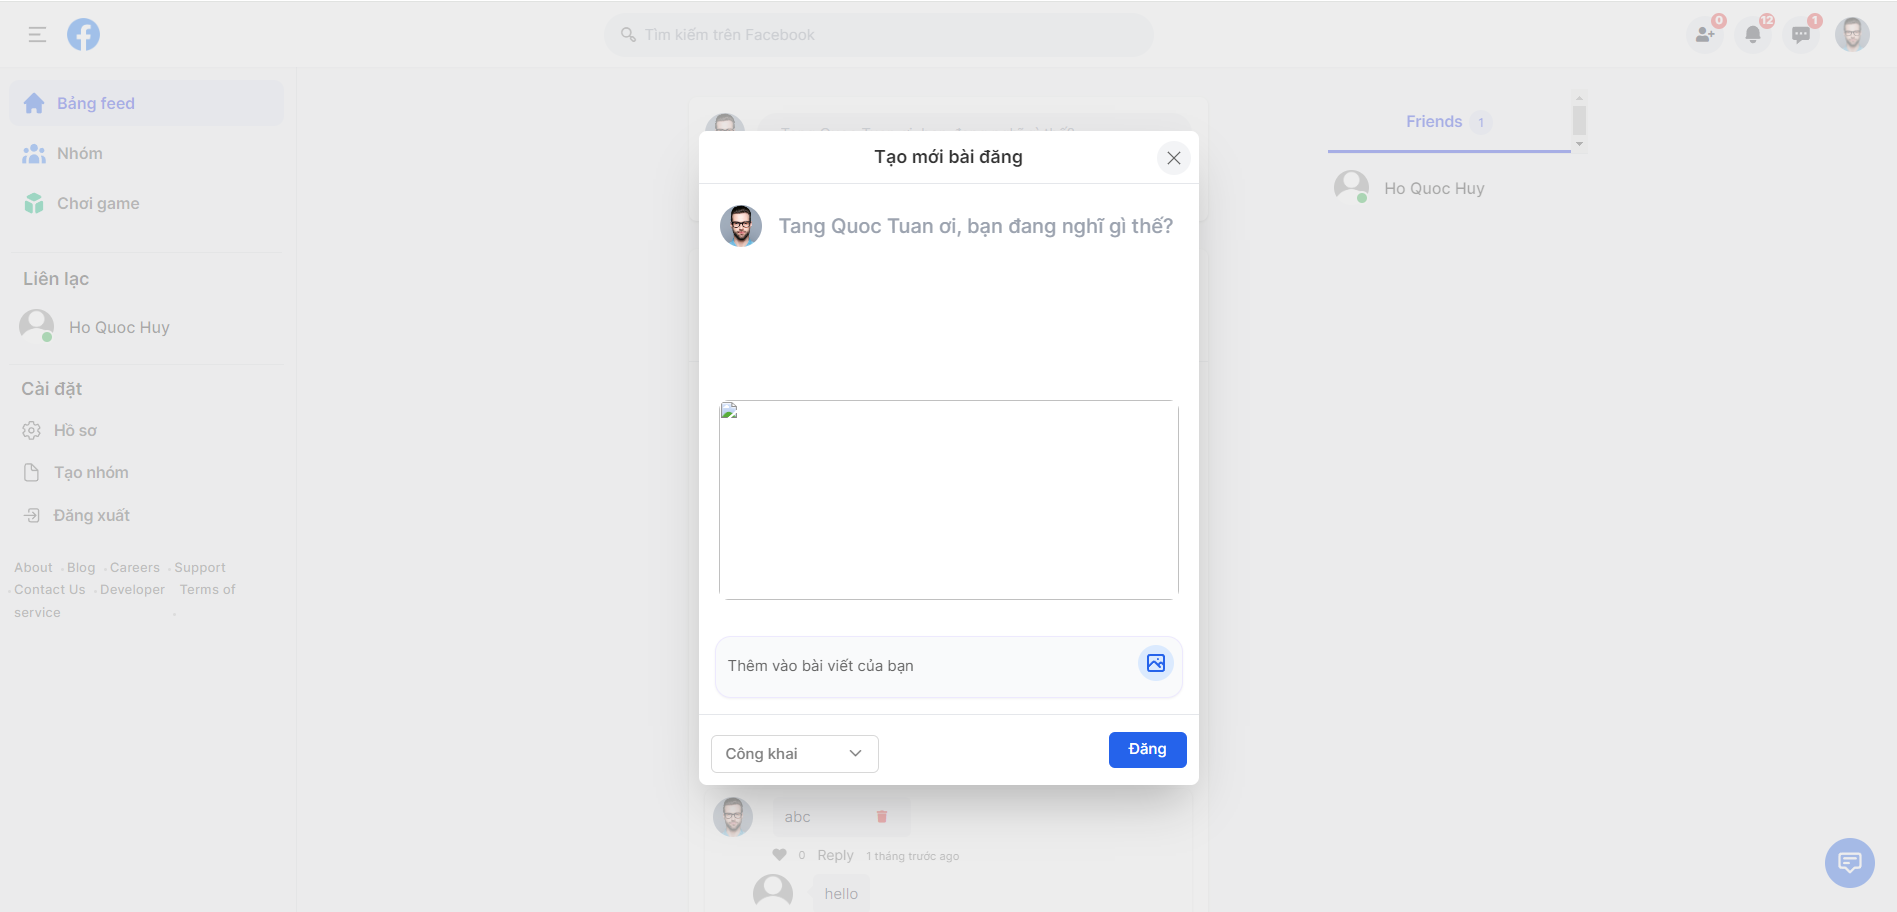 Tìm kiếm trên Facebook
0
12
1
Bảng feed
Nhóm
Chơi game
Liên lạc
Ho Quoc Huy
Cài đặt
Hồ sơ
Tạo nhóm
Đăng xuất
About Blog Careers Support
Contact Us Developer Terms of
service
Tạo mới bài đăng
Tang Quoc Tuan ơi, bạn đang nghĩ gì thế?
Thêm vào bài viết của bạn
Công khai
Đăng
abc
0 Reply 1 tháng trước ago
hello
Friends 1
Ho Quoc Huy